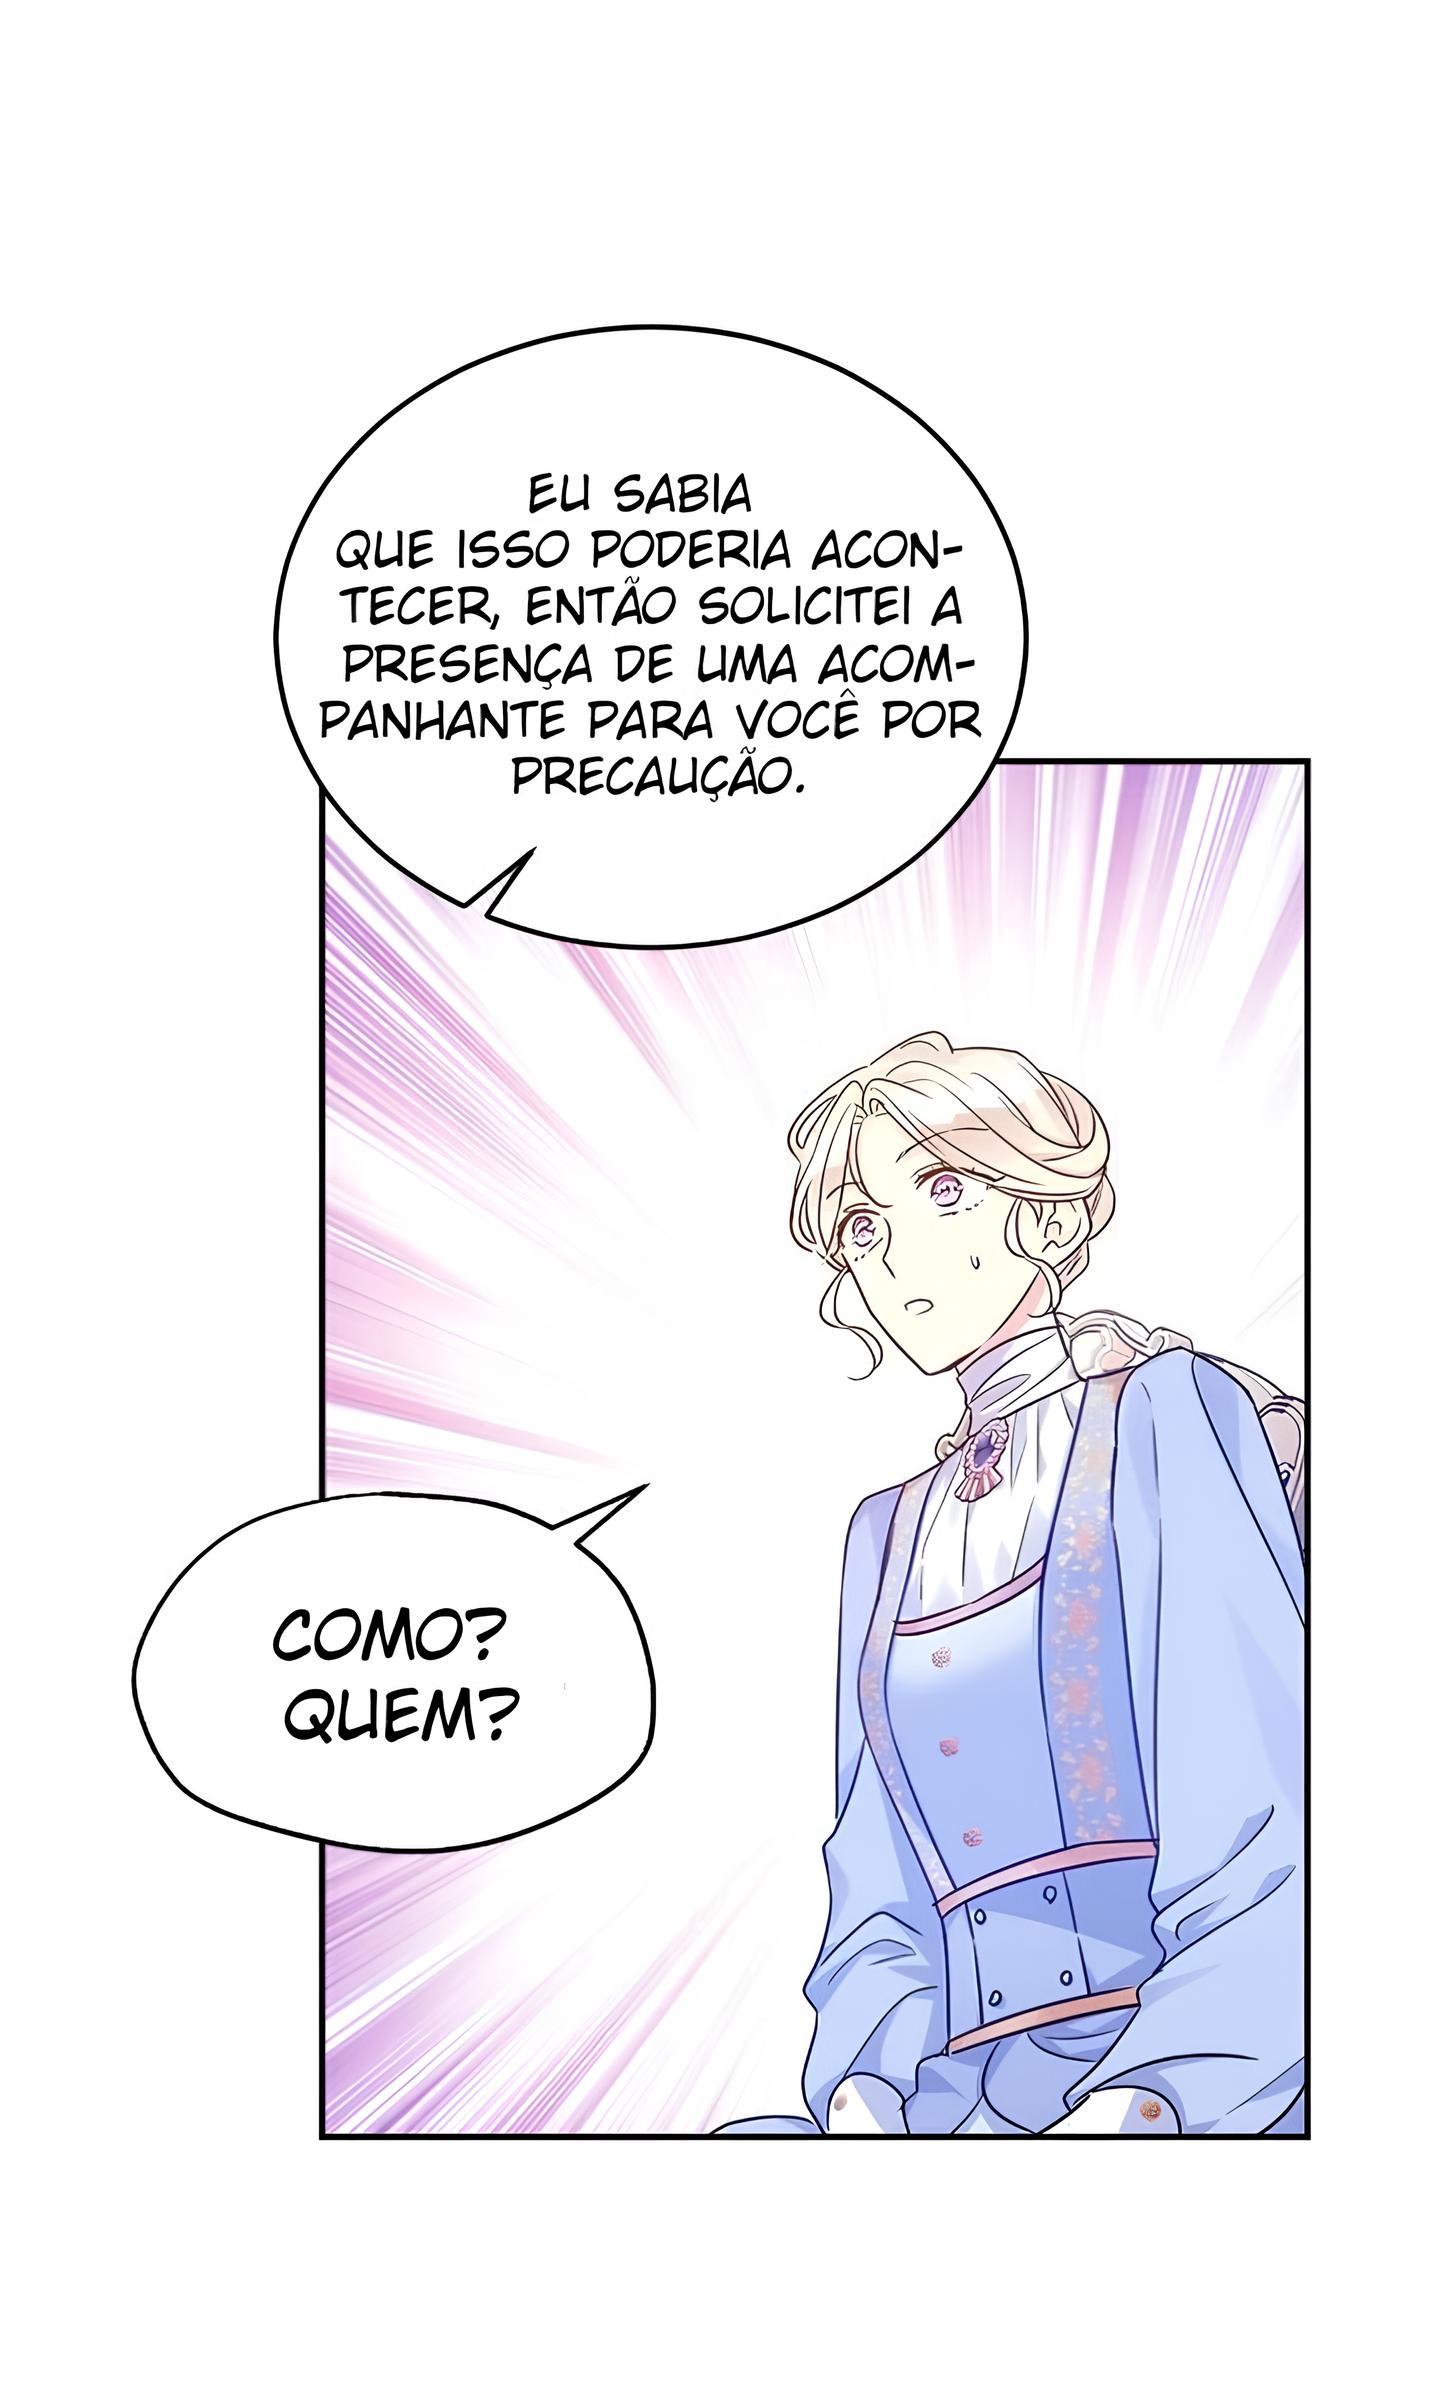 EU SABIA
QUE ISSO PODERIA ACON-
TECER, ENTÃO SOLICITEI A
PRESENÇA DE UMA ACOM-
PANHANTE PARA VOCÊ POR
PRECAUÇÃO.
COMO?
QUEM?